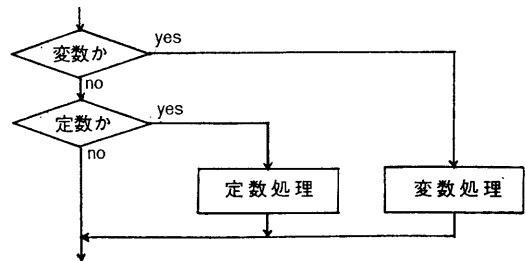 変数か
yes
no
定数か
yes
no
定数処理
変数処理